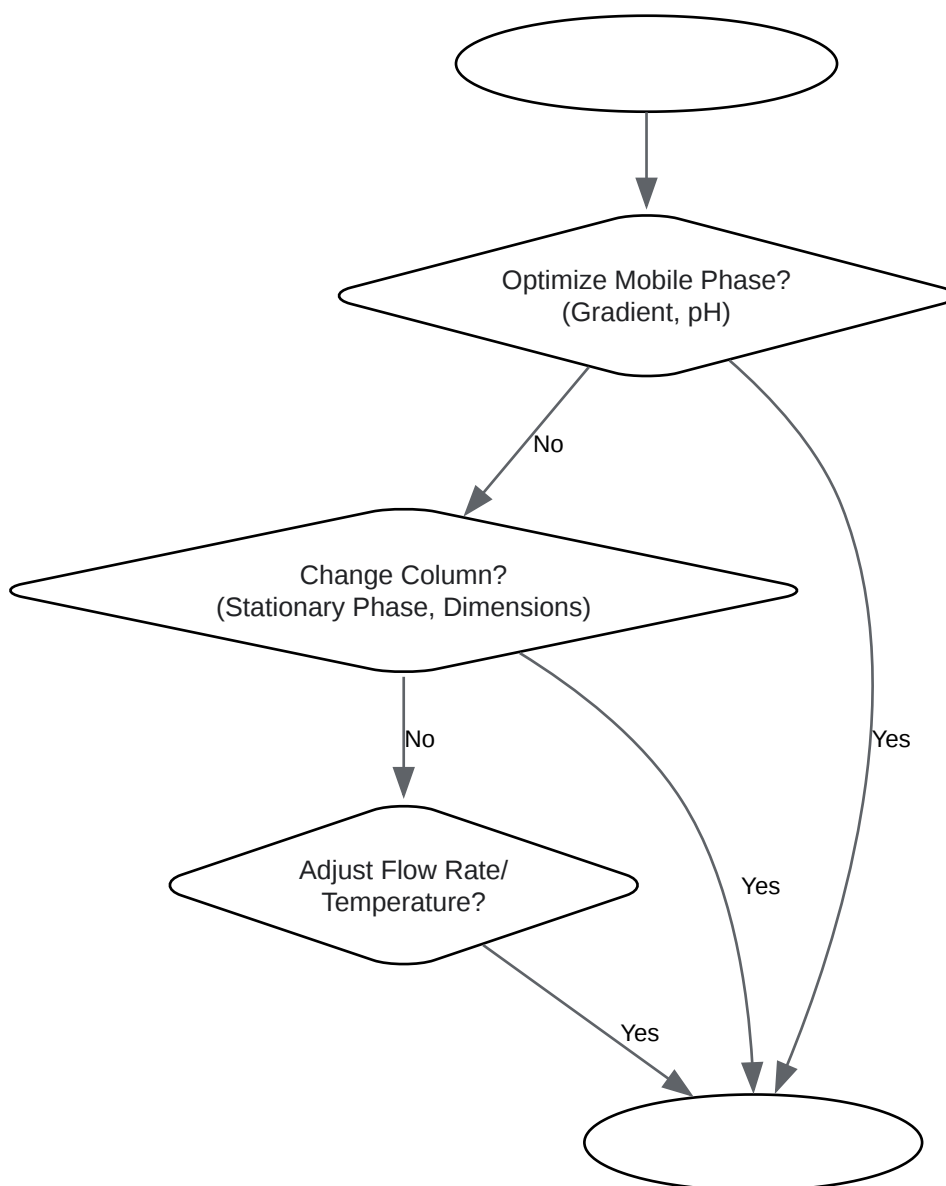 Optimize Mobile Phase?
(Gradient, pH)
No
Change Column?
(Stationary Phase, Dimensions)
No
Yes
Adjust Flow Rate/
Temperature?
Yes
Yes